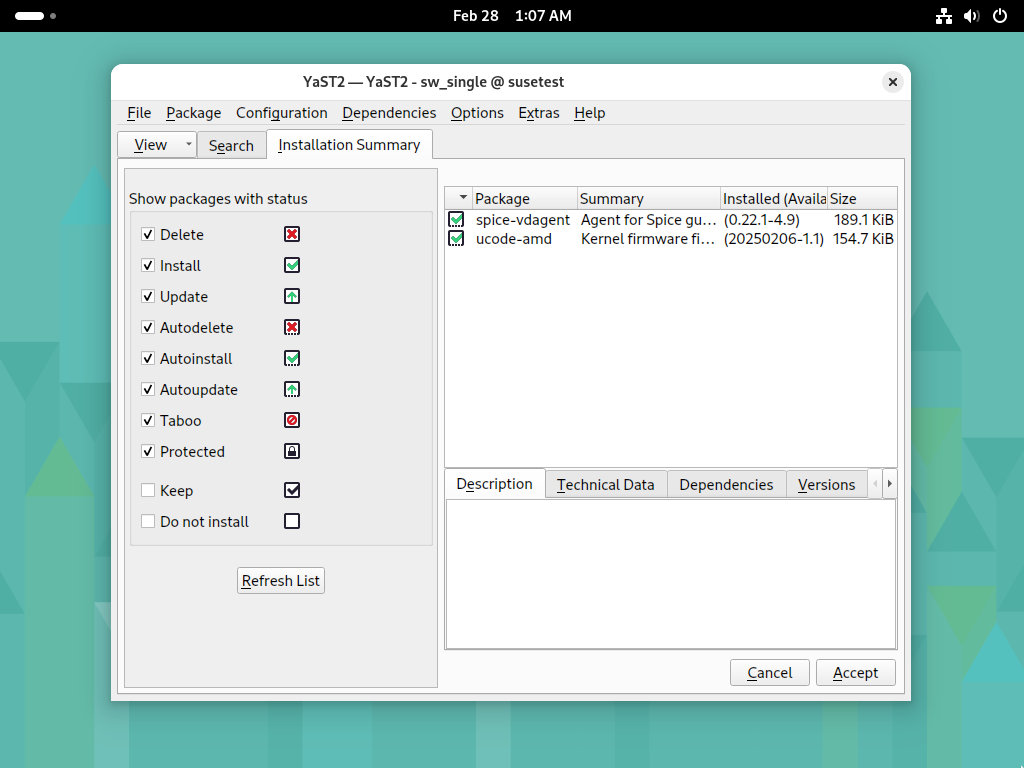 Feb 28 1:07 AM
YaST2 — YaST2 - sw_single @ susetest
File Package Configuration Dependencies Options Extras Help
View Search Installation Summary
Show packages with status
Delete
Install
Update
Autodelete
Autoinstall
Autoupdate
Taboo
Protected
Keep
Do not install
Refresh List
Package Summary Installed (Availa Size
spice-vdagent Agent for Spice gu... (0.22.1-4.9) 189.1 KiB
ucode-amd Kernel firmware fi... (20250206-1.1) 154.7 KiB
Description Technical Data Dependencies Versions
Cancel Accept